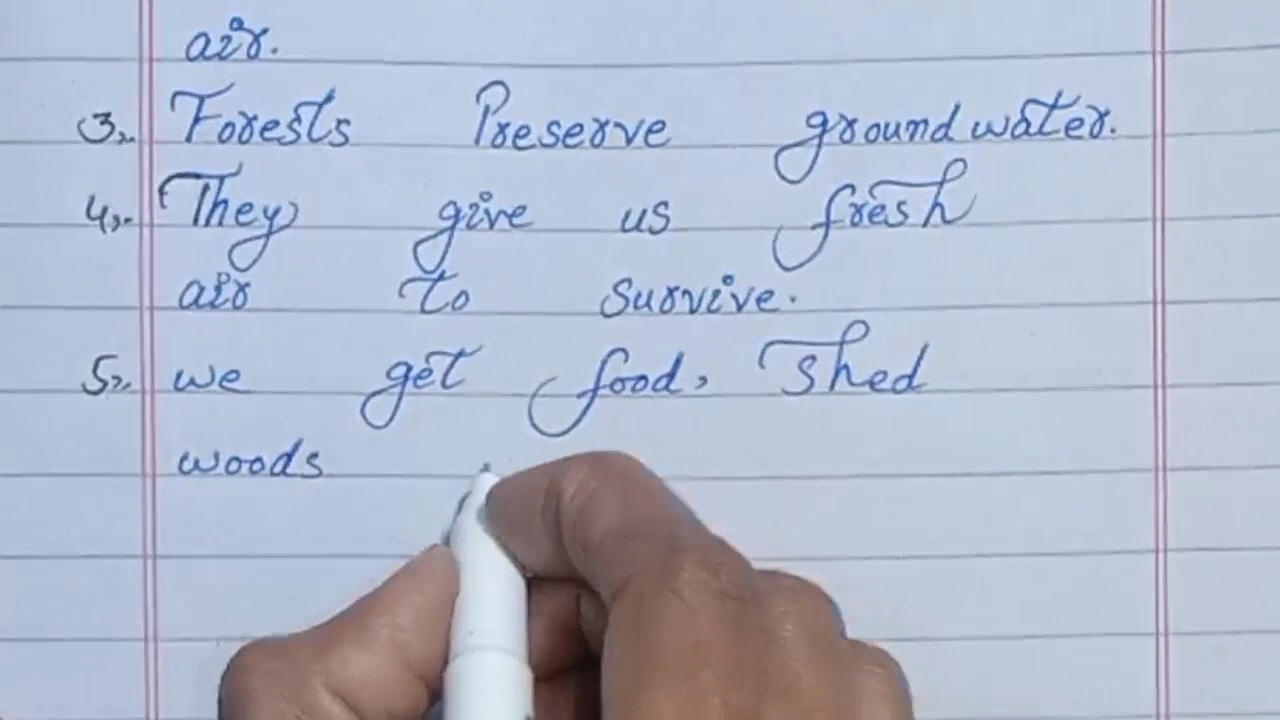 air.
3. Forests Preserve groundwater.
4. They give us fresh
air to survive.
5. we get food, shed
woods